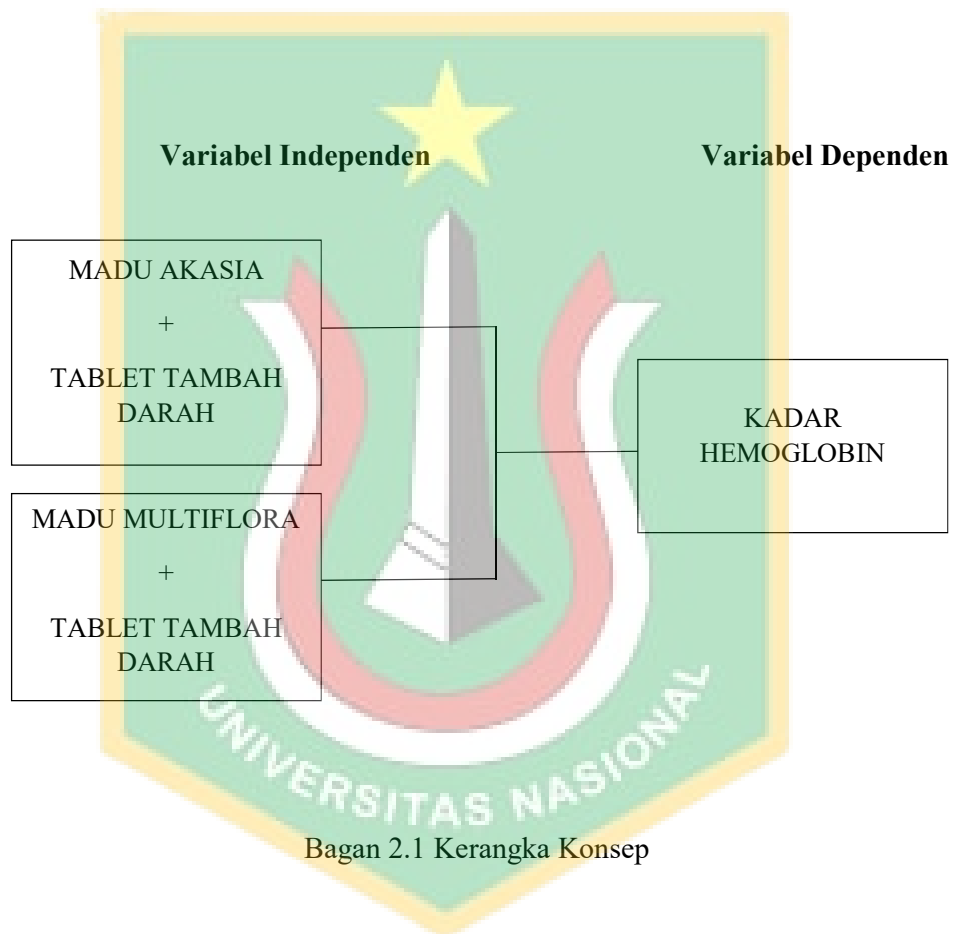 Variabel Independen
Variabel Dependen
MADU AKASIA
+
TABLET TAMBAH
DARAH
KADAR
HEMOGLOBIN
MADU MULTIFLORA
+
TABLET TAMBAH
DARAH
UNIVERSITAS NASIONAL
Bagan 2.1 Kerangka Konsep